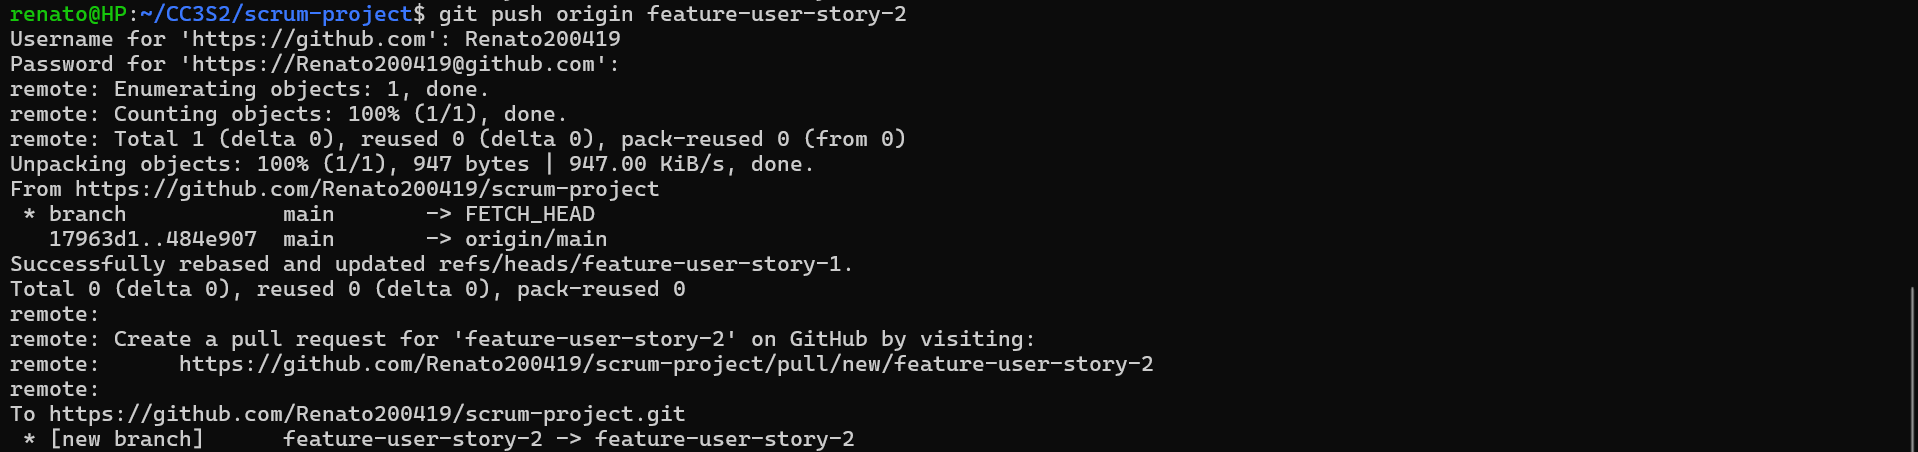 renato@HP:~/CC3S2/scrum-project$ git push origin feature-user-story-2
Username for 'https://github.com': Renato200419
Password for 'https://Renato200419@github.com':
remote: Enumerating objects: 1, done.
remote: Counting objects: 100% (1/1), done.
remote: Total 1 (delta 0), reused 0 (delta 0), pack-reused 0 (from 0)
Unpacking objects: 100% (1/1), 947 bytes | 947.00 KiB/s, done.
From https://github.com/Renato200419/scrum-project
 * branch            main       -> FETCH_HEAD
   17963d1..484e907  main       -> origin/main
Successfully rebased and updated refs/heads/feature-user-story-1.
Total 0 (delta 0), reused 0 (delta 0), pack-reused 0
remote:
remote: Create a pull request for 'feature-user-story-2' on GitHub by visiting:
remote:      https://github.com/Renato200419/scrum-project/pull/new/feature-user-story-2
remote:
To https://github.com/Renato200419/scrum-project.git
 * [new branch]      feature-user-story-2 -> feature-user-story-2